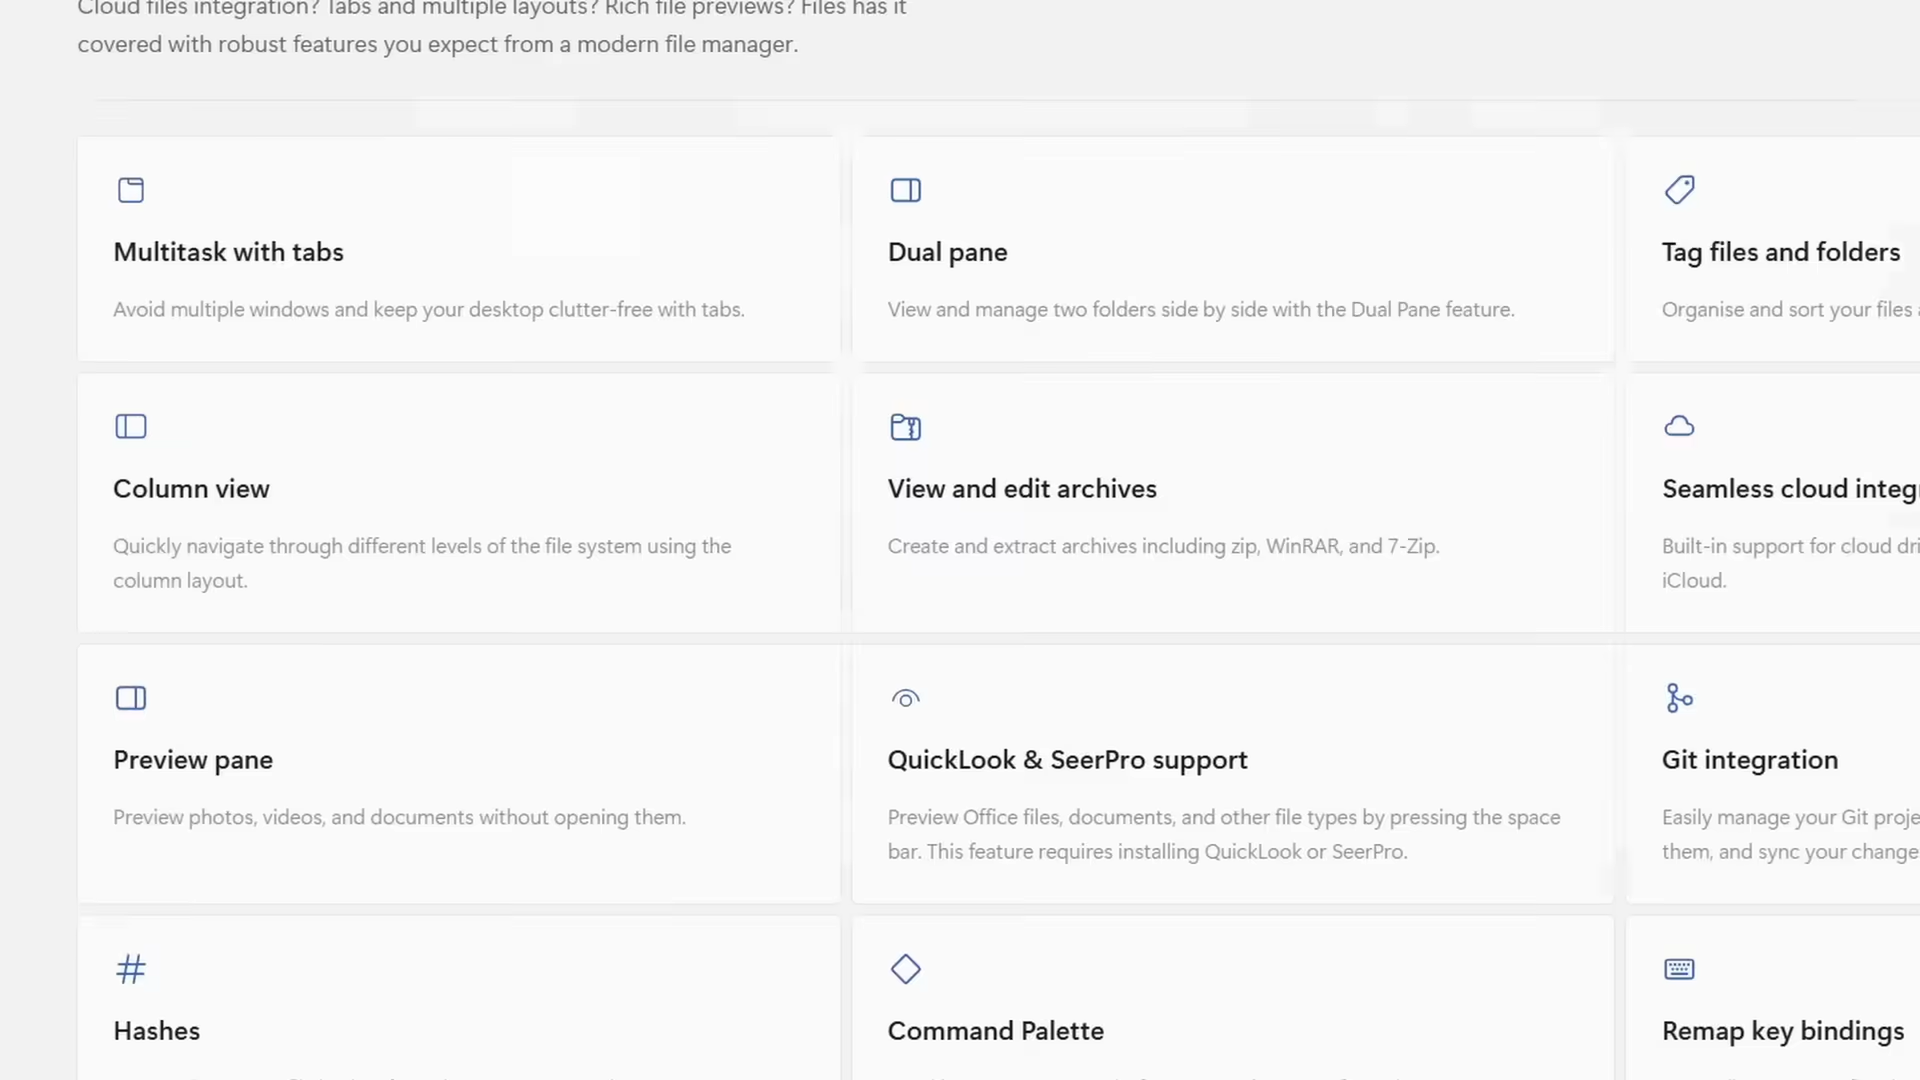 Cloud files integration? Tabs and multiple layouts? Rich file previews? Files has it
covered with robust features you expect from a modern file manager.
Multitask with tabs
Avoid multiple windows and keep your desktop clutter-free with tabs.
Dual pane
View and manage two folders side by side with the Dual Pane feature.
Tag files and folders
Organise and sort your files
Column view
Quickly navigate through different levels of the file system using the
column layout.
View and edit archives
Create and extract archives including zip, WinRAR, and 7-Zip.
Seamless cloud integ
Built-in support for cloud dri
iCloud.
Preview pane
Preview photos, videos, and documents without opening them.
QuickLook & SeerPro support
Preview Office files, documents, and other file types by pressing the space
bar. This feature requires installing QuickLook or SeerPro.
Git integration
Easily manage your Git proje
them, and sync your change
Hashes
Command Palette
Remap key bindings